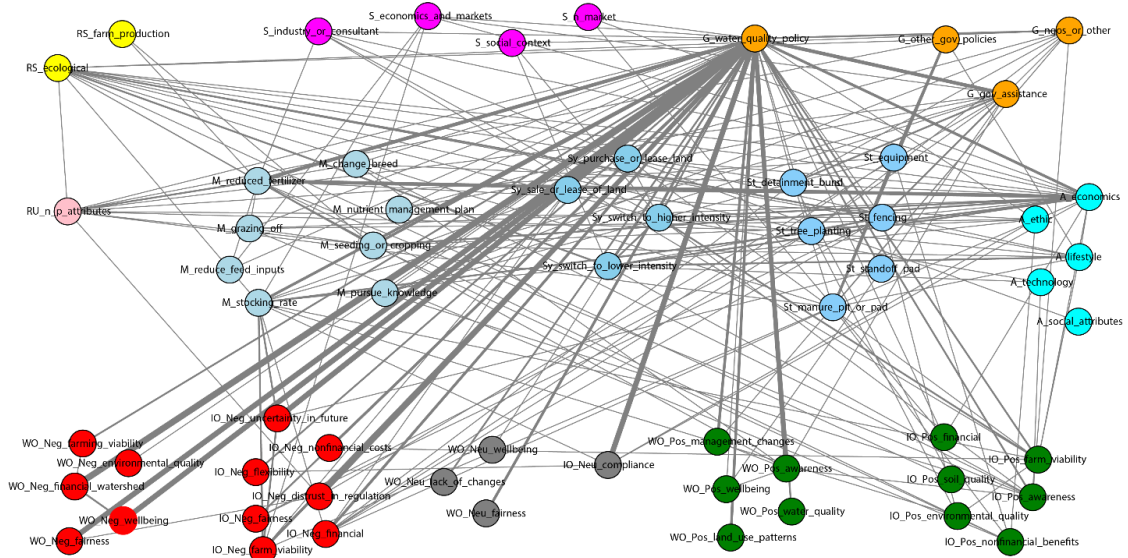 S_economics_and_markets
S_n_market
RS_farm_production
S_industry_or_consultant
S_social_context
G_water_quality_policy
G_other_gov_policies
G_ngos_or_other
RS_ecological
G_gov_assistance
M_change_breed
M_reduced_fertilizer
Sy_purchase_or_lease_land
Sy_sale_or_lease_of_land
St_equipment
St_detainment_bund
A_economics
RU_n_p_attributes
M_nutrient_management_plan
Sy_switch_to_higher_intensity
St_fencing
A_ethic
M_grazing_off
M_seeding_or_cropping
St_tree_planting
A_lifestyle
M_reduce_feed_inputs
Sy_switch_to_lower_intensity
St_standoff_pad
A_technology
M_stocking_rate
M_pursue_knowledge
St_manure_pit_or_pad
A_social_attributes
IO_Neg_uncertainty_in_future
WO_Neg_farming_viability
IO_Neg_nonfinancial_costs
WO_Neu_wellbeing
WO_Pos_management_changes
IO_Pos_financial
WO_Neg_environmental_quality
IO_Neg_flexibility
IO_Neu_compliance
WO_Pos_awareness
IO_Pos_farm_viability
WO_Neg_financial_watershed
WO_Neu_lack_of_changes
WO_Pos_wellbeing
IO_Pos_soil_quality
IO_Neg_distrust_in_regulation
IO_Pos_awareness
WO_Neg_wellbeing
IO_Neg_fairness
WO_Neu_fairness
WO_Pos_water_quality
IO_Pos_environmental_quality
WO_Neg_fairness
IO_Neg_financial
WO_Pos_land_use_patterns
IO_Pos_nonfinancial_benefits
IO_Neg_farm_viability